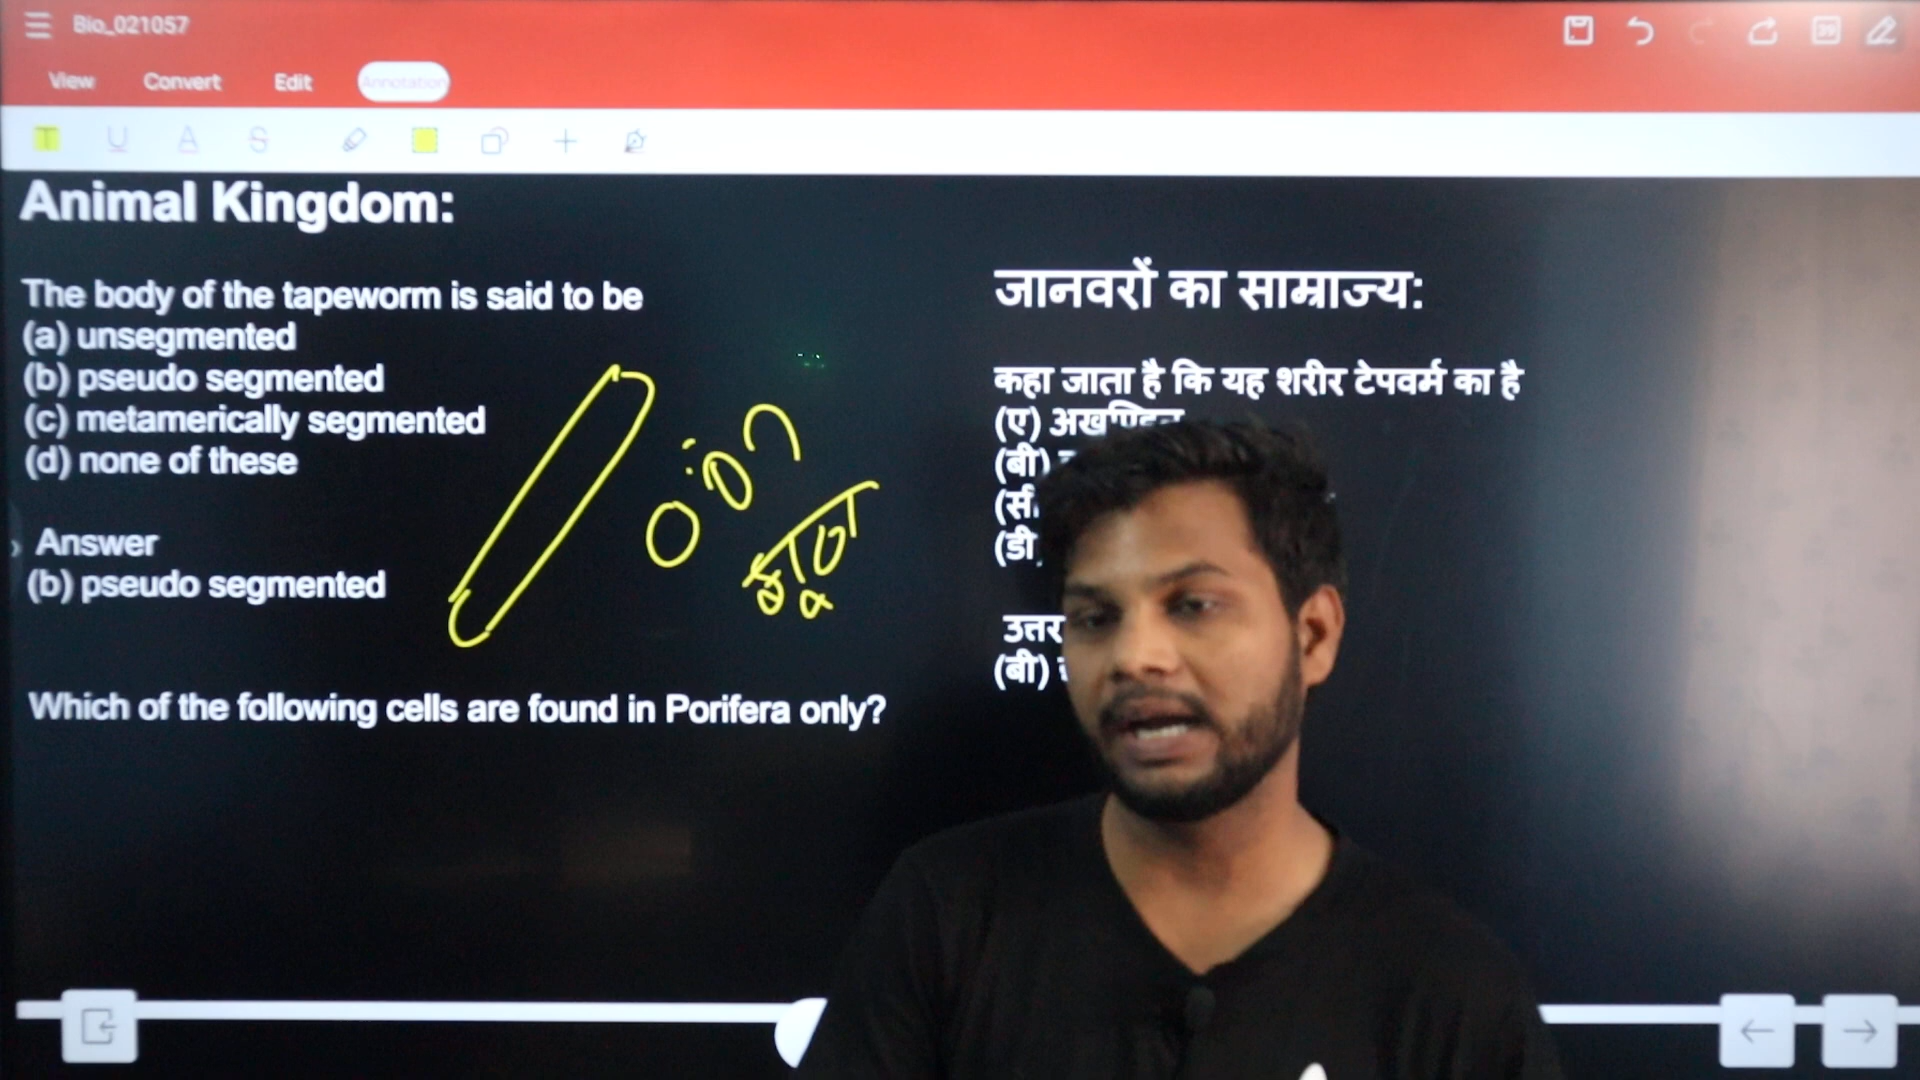 Bio_021057
View Convert Edit Annotation
T U A S
Animal Kingdom:
The body of the tapeworm is said to be
(a) unsegmented
(b) pseudo segmented
(c) metamerically segmented
(d) none of these
Answer
(b) pseudo segmented
Which of the following cells are found in Porifera only?
जानवरों का साम्राज्य:
कहा जाता है कि यह शरीर टेपवर्म का है
(ए)
(बी)
(सी
(डी
उत्तर
(बी)